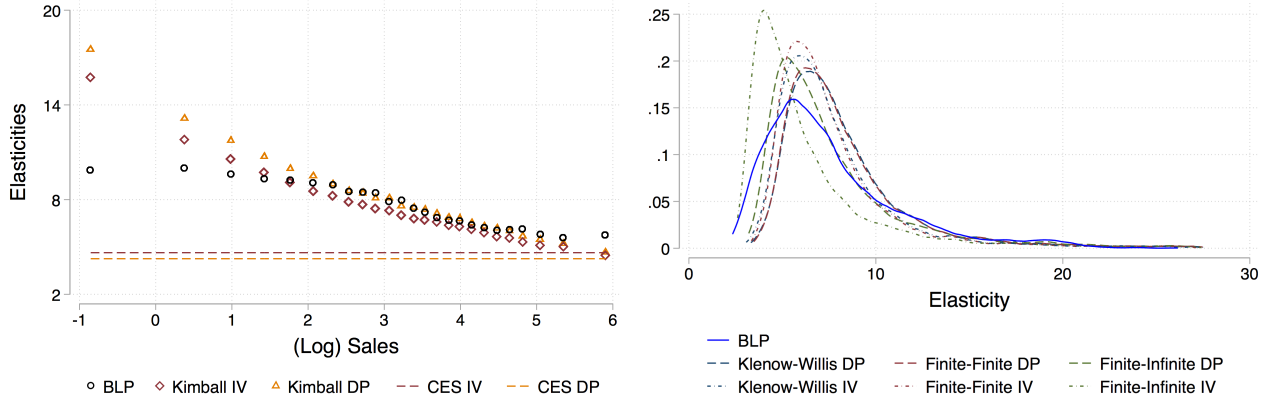 Elasticities
20
14
8
2
-1 0 1 2 3 4 5 6
(Log) Sales
BLP Kimball IV Kimball DP CES IV CES DP
.25
.2
.15
.1
.05
0
0 10 20 30
Elasticity
BLP
Klenow-Willis DP Finite-Finite DP Finite-Infinite DP
Klenow-Willis IV Finite-Finite IV Finite-Infinite IV